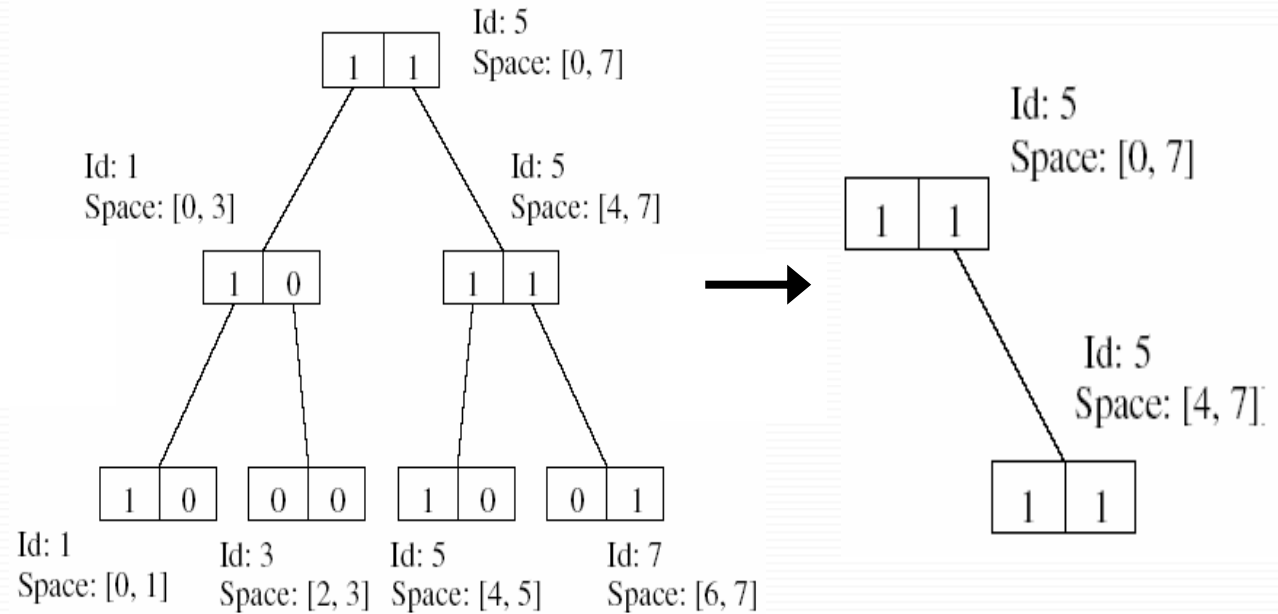 Id: 5
Space: [0, 7]
1 1
Id: 1
Space: [0, 3]
Id: 5
Space: [4, 7]
1 0
1 1
1 0
0 0
1 0
0 1
Id: 1
Space: [0, 1]
Id: 3
Space: [2, 3]
Id: 5
Space: [4, 5]
Id: 7
Space: [6, 7]
Id: 5
Space: [0, 7]
1 1
Id: 5
Space: [4, 7]
1 1